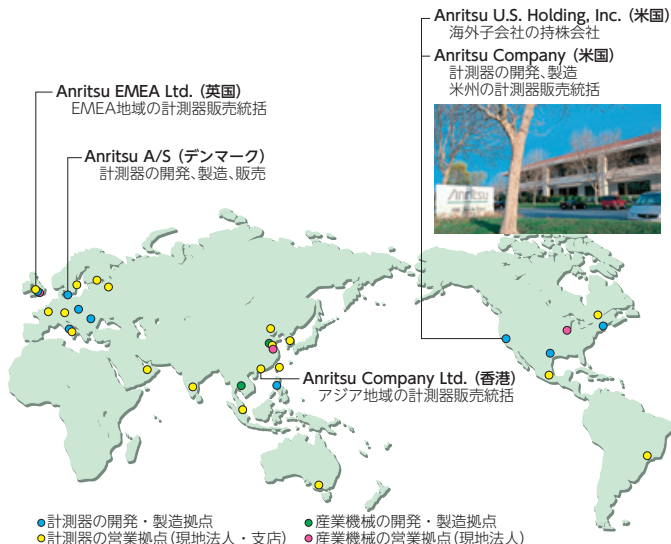 Anritsu U.S. Holding, Inc. (米国)
海外子会社の持株会社
Anritsu Company (米国)
計測器の開発、製造
米州の計測器販売統括
Anritsu EMEA Ltd. (英国)
EMEA地域の計測器販売統括
Anritsu A/S (デンマーク)
計測器の開発、製造、販売
Anritsu
Anritsu Company Ltd. (香港)
アジア地域の計測器販売統括
●計測器の開発・製造拠点
●産業機械の開発・製造拠点
●計測器の営業拠点(現地法人・支店)
●産業機械の営業拠点(現地法人)